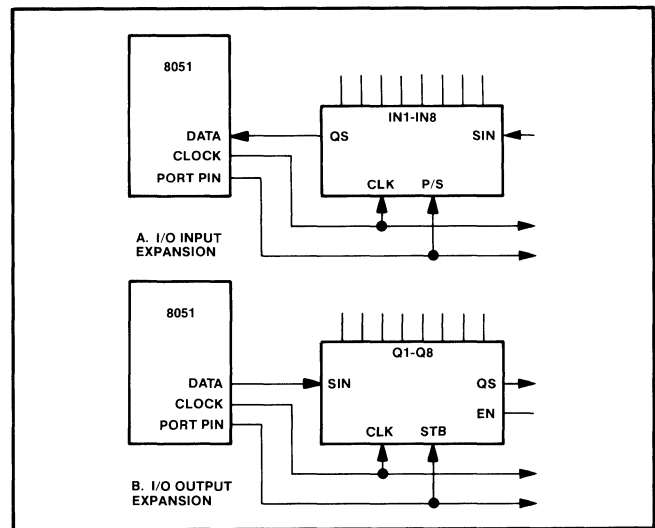 8051
IN1-IN8
DATA
QS
SIN
CLOCK
PORT PIN
CLK
P/S
A. I/O INPUT
EXPANSION
8051
Q1-Q8
DATA
SIN
QS
CLOCK
EN
PORT PIN
CLK
STB
B. I/O OUTPUT
EXPANSION